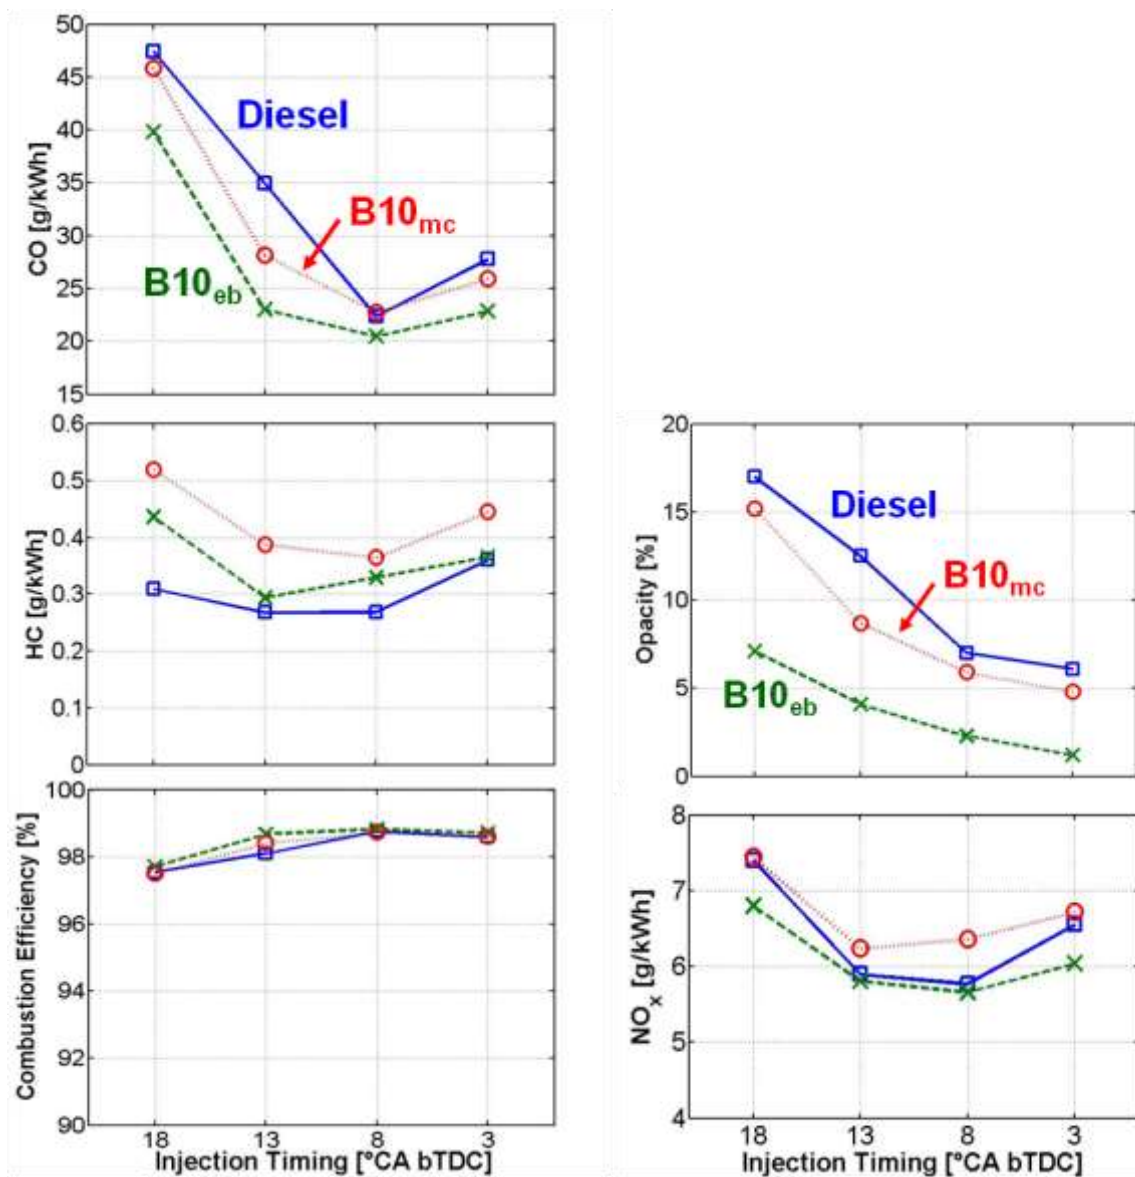 50
45
40
35
30
25
20
15
CO [g/kWh]
Diesel
B10mc
B10eb
0.6
0.5
0.4
0.3
0.2
0.1
0
HC [g/kWh]
100
98
96
94
92
90
Combustion Efficiency [%]
18 13 8 3
Injection Timing [°CA bTDC]
20
15
10
5
0
Opacity [%]
Diesel
B10mc
B10eb
8
7
6
5
4
NOx [g/kWh]
18 13 8 3
Injection Timing [°CA bTDC]